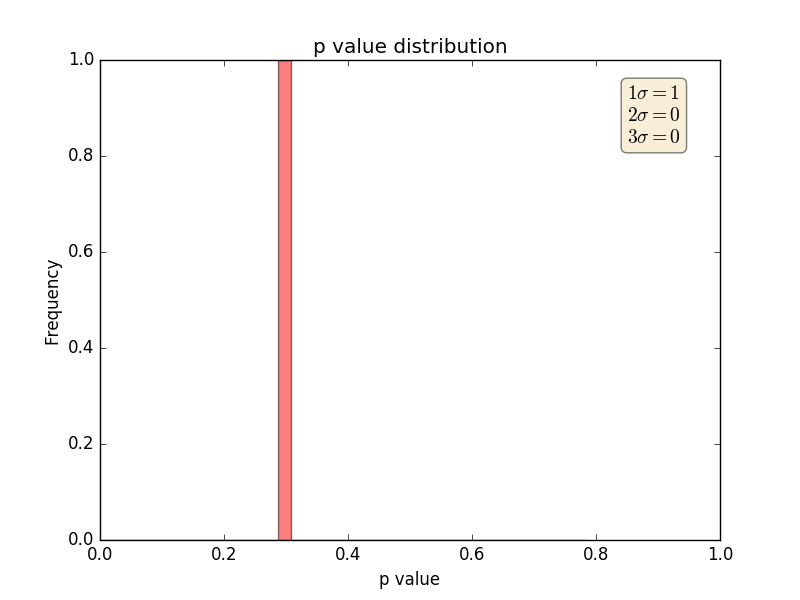 p value distribution
1σ = 1
2σ = 0
3σ = 0
1.0
0.8
0.6
0.4
0.2
0.0
Frequency
0.0 0.2 0.4 0.6 0.8 1.0
p value